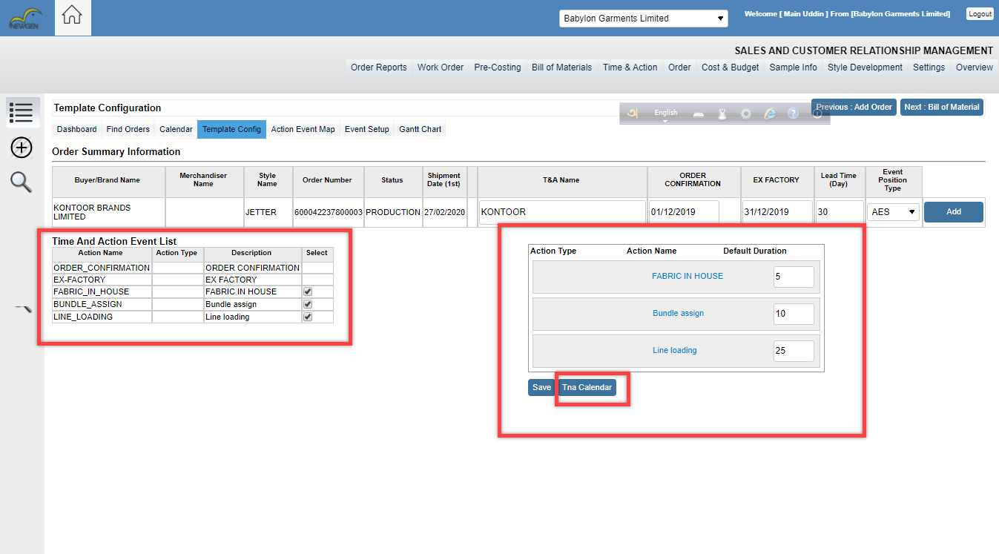 NEWGEN
Babylon Garments Limited
Welcome [ Main Uddin ] From [Babylon Garments Limited]
Logout
SALES AND CUSTOMER RELATIONSHIP MANAGEMENT
Order Reports Work Order Pre-Costing Bill of Materials Time & Action Order Cost & Budget Sample Info Style Development Settings Overview
Template Configuration
অ English
Previous : Add Order Next : Bill of Material
Dashboard Find Orders Calendar Template Config Action Event Map Event Setup Gantt Chart
Order Summary Information
Buyer/Brand Name Merchandiser Name Style Name Order Number Status Shipment Date (1st) T&A Name ORDER CONFIRMATION EX FACTORY Lead Time (Day) Event Position Type
KONTOOR BRANDS LIMITED JETTER 600042237800003 PRODUCTION 27/02/2020 KONTOOR 01/12/2019 31/12/2019 30 AES Add
Time And Action Event List
Action Name Action Type Description Select
ORDER_CONFIRMATION ORDER CONFIRMATION
EX-FACTORY EX FACTORY
FABRIC_IN_HOUSE FABRIC IN HOUSE
BUNDLE_ASSIGN Bundle assign
LINE_LOADING Line loading
Action Type Action Name Default Duration
FABRIC IN HOUSE 5
Bundle assign 10
Line loading 25
Save Tna Calendar